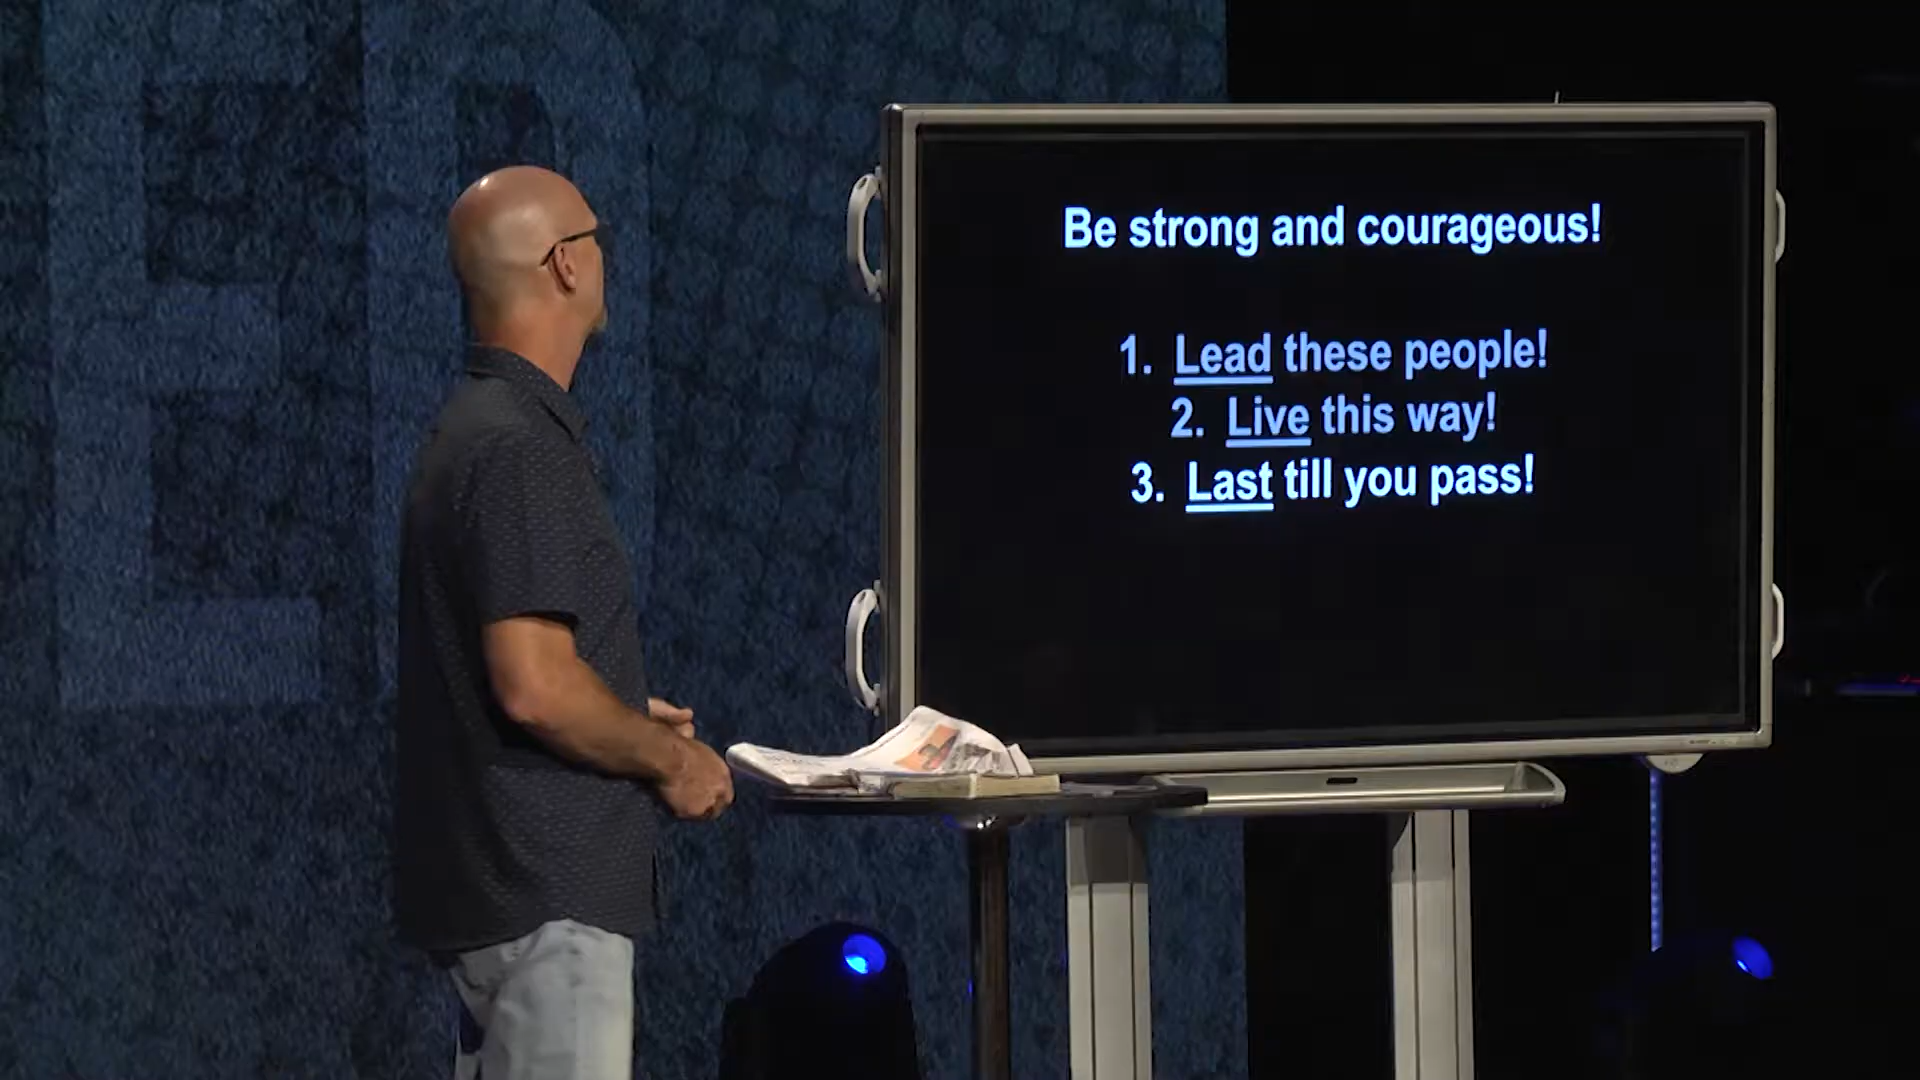 Be strong and courageous!
1. Lead these people!
2. Live this way!
3. Last till you pass!